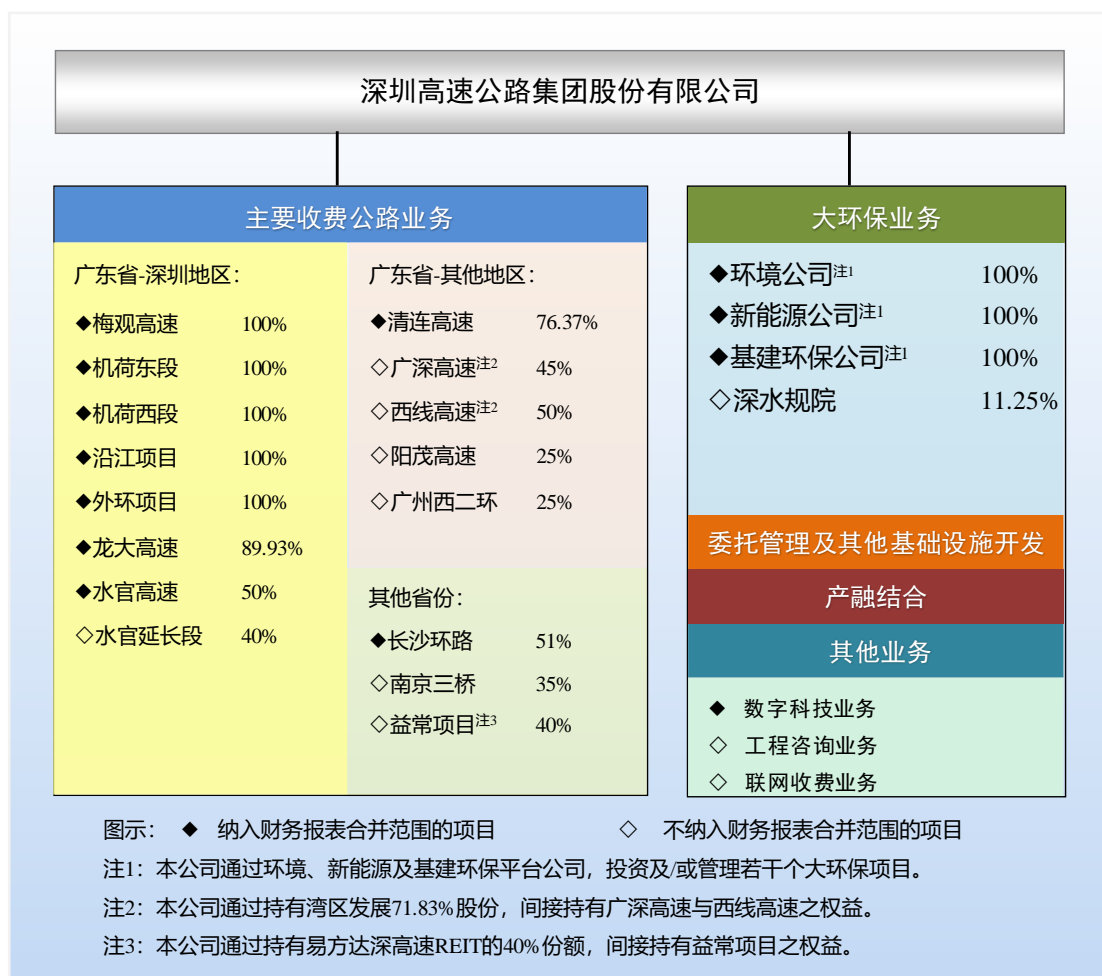 深圳高速公路集团股份有限公司
主要收费公路业务
广东省-深圳地区：
◆梅观高速 100%
◆机荷东段 100%
◆机荷西段 100%
◆沿江项目 100%
◆外环项目 100%
◆龙大高速 89.93%
◆水官高速 50%
◇水官延长段 40%
广东省-其他地区：
◆清连高速 76.37%
◇广深高速注2 45%
◇西线高速注2 50%
◇阳茂高速 25%
◇广州西二环 25%
其他省份：
◆长沙环路 51%
◇南京三桥 35%
◇益常项目注3 40%
大环保业务
◆环境公司注1 100%
◆新能源公司注1 100%
◆基建环保公司注1 100%
◇深水规院 11.25%
委托管理及其他基础设施开发
产融结合
其他业务
◆ 数字科技业务
◇ 工程咨询业务
◇ 联网收费业务
图示： ◆ 纳入财务报表合并范围的项目 ◇ 不纳入财务报表合并范围的项目
注1：本公司通过环境、新能源及基建环保平台公司，投资及/或管理若干个大环保项目。
注2：本公司通过持有湾区发展71.83%股份，间接持有广深高速与西线高速之权益。
注3：本公司通过持有易方达深高速REIT的40%份额，间接持有益常项目之权益。